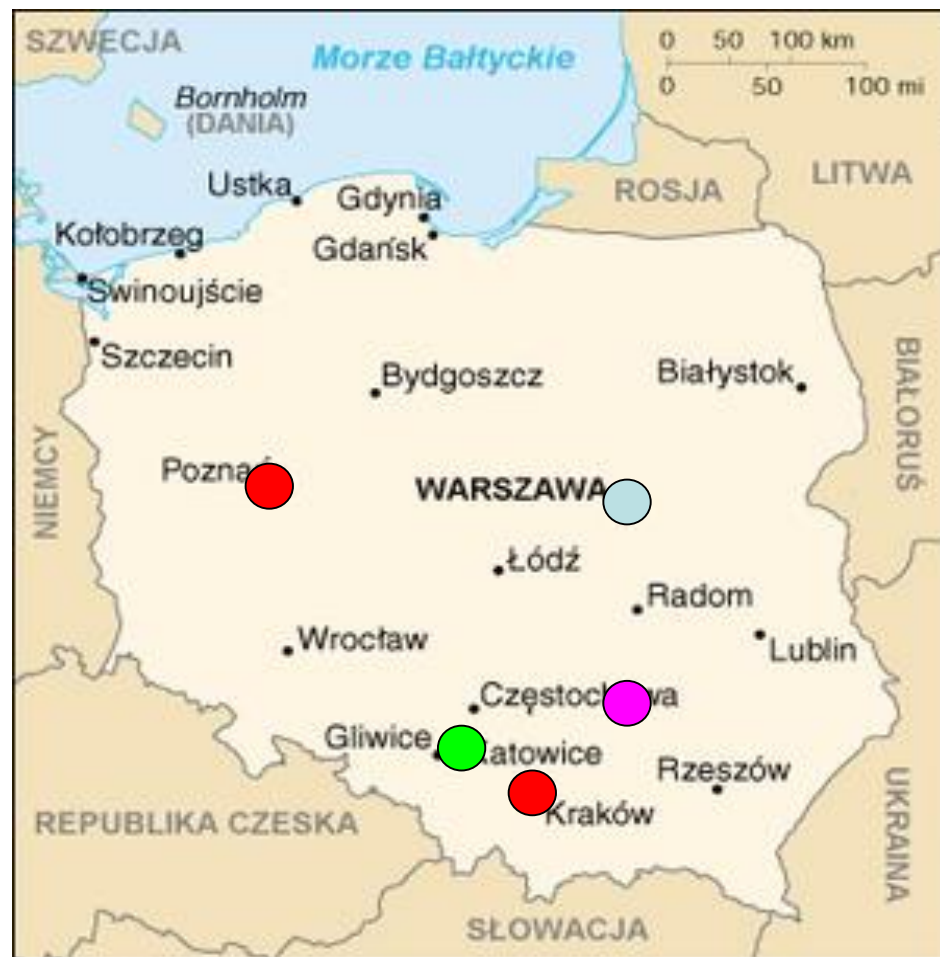 SZWECJA
Morze Bałtyckie
0 50 100 km
0 50 100 mi
Bornholm
(DANIA)
LITWA
ROSJA
Ustka
Gdynia
Gdańsk
Kołobrzeg
Swinoujście
Szczecin
Bydgoszcz
Białystok
BIAŁORUŚ
NIEMCY
WARSZAWA
Łódź
Radom
Wrocław
Lublin
Gliwice
Rzeszów
Kraków
REPUBLIKA CZESKA
UKRAINA
SŁOWACJA